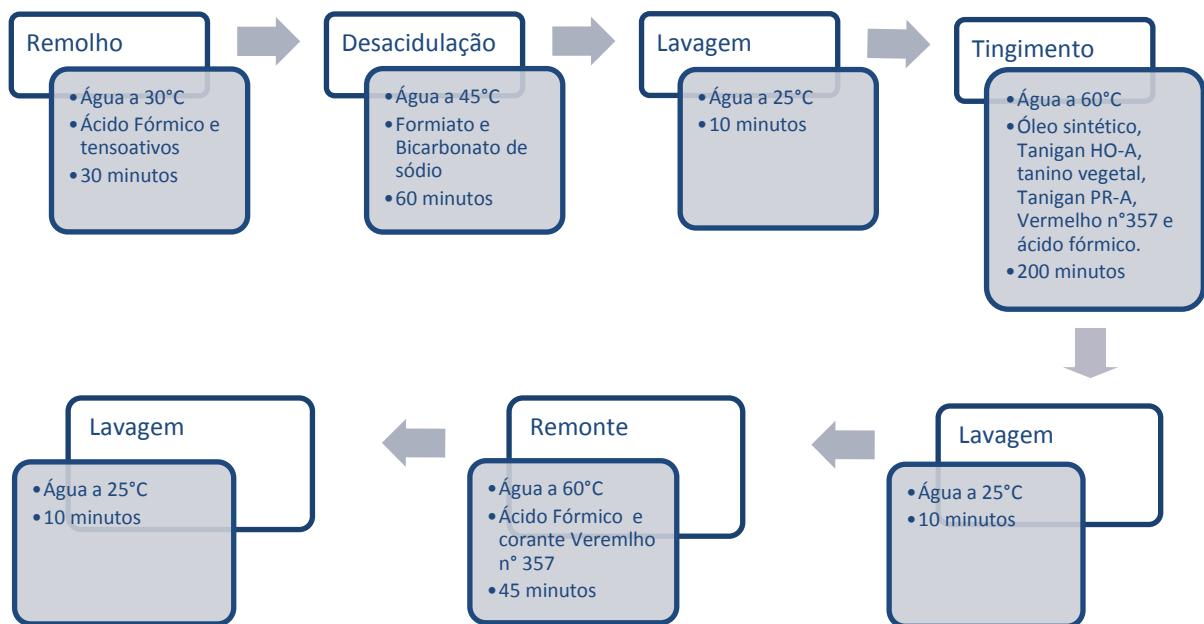 Remolho
• Água a 30°C
• Ácido Fórmico e
tensoativos
• 30 minutos
Desacidulação
• Água a 45°C
• Formiato e
Bicarbonato de
sódio
• 60 minutos
Lavagem
• Água a 25°C
• 10 minutos
Tingimento
• Água a 60°C
• Óleo sintético,
Tanigan HO-A,
tanino vegetal,
Tanigan PR-A,
Vermelho n°357 e
ácido fórmico.
• 200 minutos
Lavagem
• Água a 25°C
• 10 minutos
Remonte
• Água a 60°C
• Ácido Fórmico e
corante Veremlho
n° 357
• 45 minutos
Lavagem
• Água a 25°C
• 10 minutos